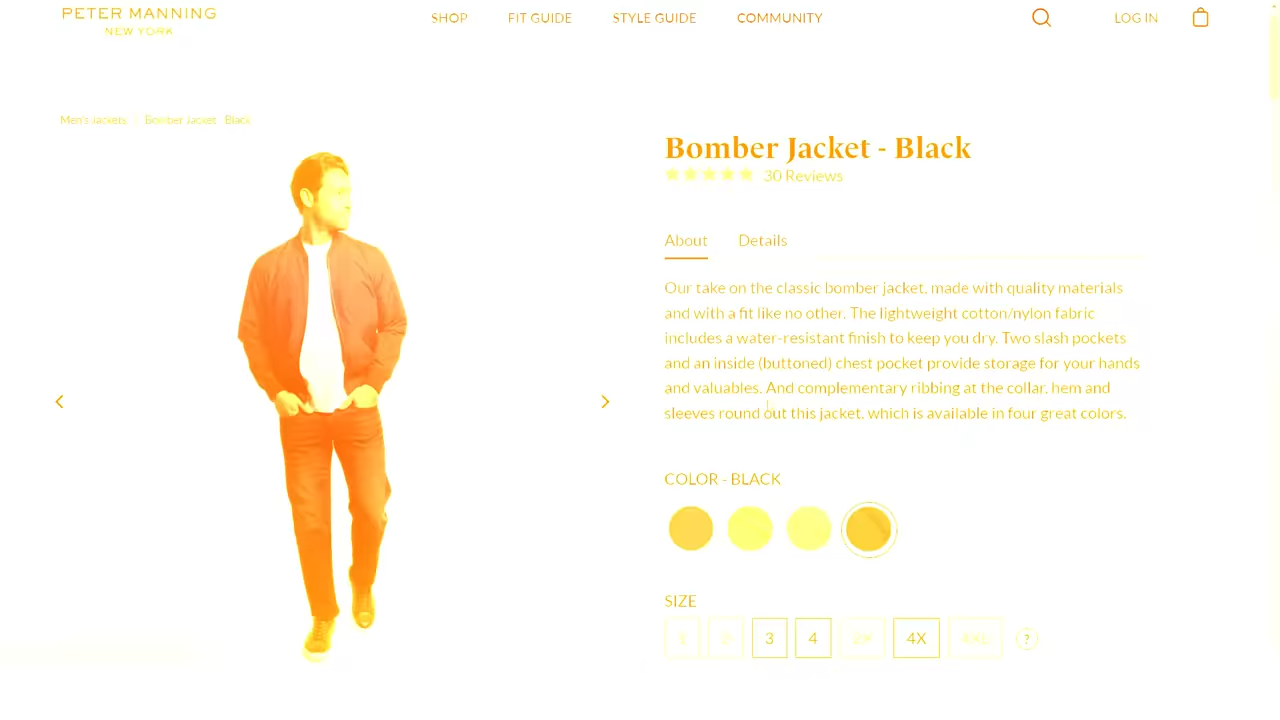 PETER MANNING
NEW YORK
SHOP FIT GUIDE STYLE GUIDE COMMUNITY
LOG IN
Men's Jackets Bomber Jacket - Black
Bomber Jacket - Black
30 Reviews
About Details
Our take on the classic bomber jacket, made with quality materials
and with a fit like no other. The lightweight cotton/nylon fabric
includes a water-resistant finish to keep you dry. Two slash pockets
and an inside (buttoned) chest pocket provide storage for your hands
and valuables. And complementary ribbing at the collar, hem and
sleeves round out this jacket, which is available in four great colors.
COLOR - BLACK
SIZE
3 4 4X ?